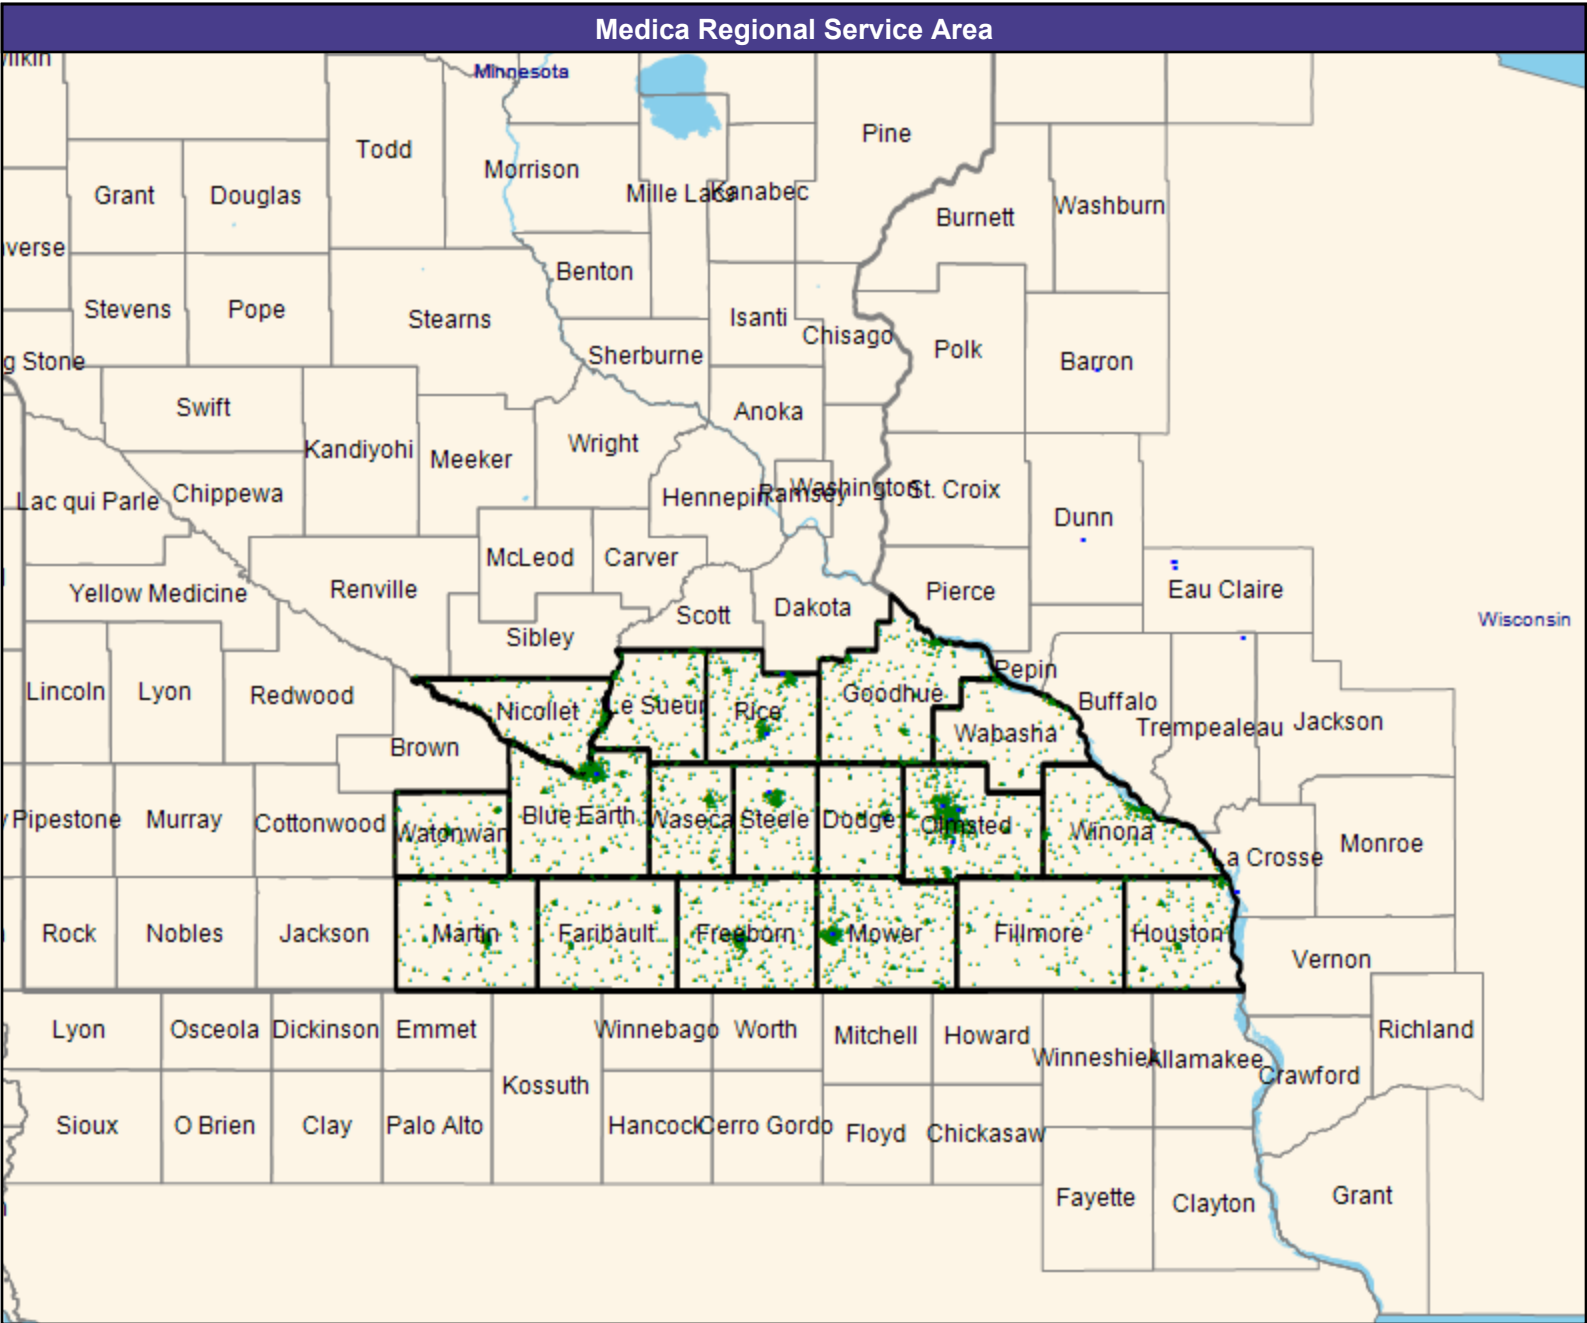 Medica Regional Service Area
Minnesota
Todd
Pine
Morrison
Grant
Douglas
Mille Lacs
Kanabec
Burnett
Washburn
verse
Benton
Stevens
Pope
Stearns
Isanti
Chisago
Polk
Barron
g Stone
Sherburne
Swift
Anoka
Kandiyohi
Meeker
Wright
Lac qui Parle
Chippewa
Hennepin
Ramsey
Washington
St. Croix
Dunn
McLeod
Carver
Yellow Medicine
Renville
Pierce
Eau Claire
Scott
Dakota
Wisconsin
Sibley
Pepin
Lincoln
Lyon
Redwood
Nicollet
Le Sueur
Rice
Goodhue
Buffalo
Trempealeau
Jackson
Brown
Wabasha
Pipestone
Murray
Cottonwood
Watonwan
Blue Earth
Waseca
Steele
Dodge
Olmsted
Winona
La Crosse
Monroe
Rock
Nobles
Jackson
Martin
Faribault
Freeborn
Mower
Fillmore
Houston
Vernon
Lyon
Osceola
Dickinson
Emmet
Winnebago
Worth
Mitchell
Howard
Richland
Winneshiek
Allamakee
Crawford
Kossuth
Sioux
O Brien
Clay
Palo Alto
Hancock
Cerro Gordo
Floyd
Chickasaw
Fayette
Clayton
Grant